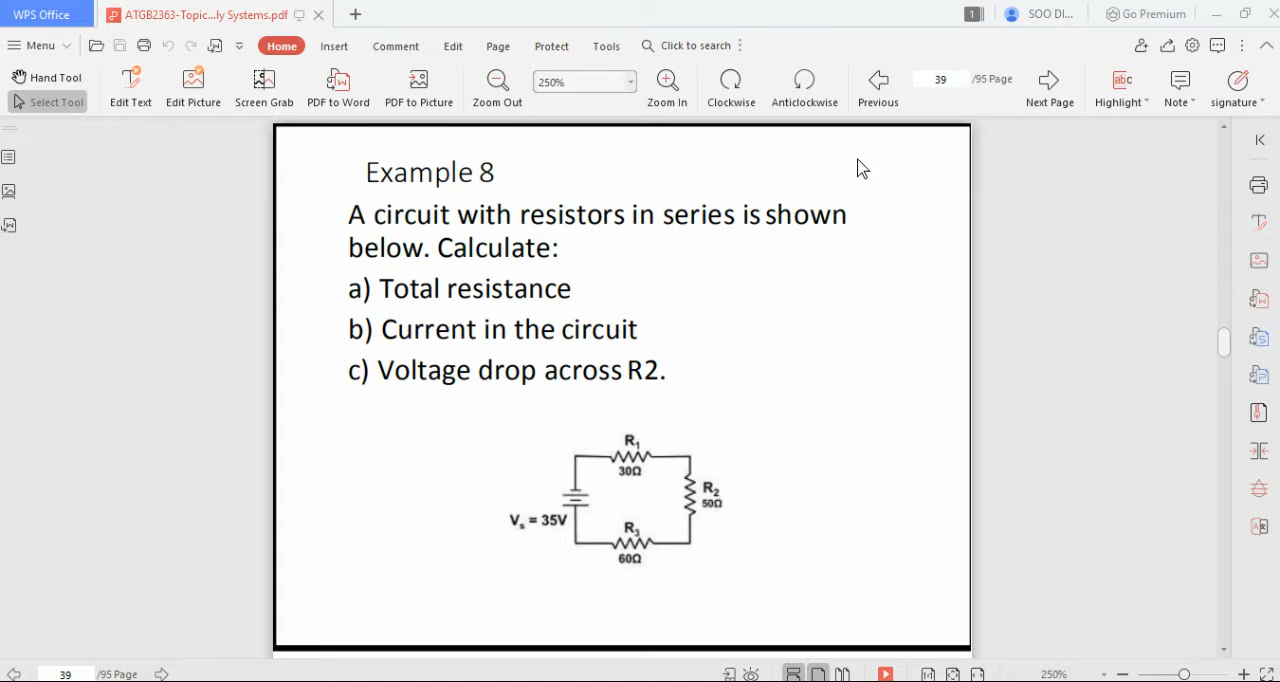 WPS Office
ATGB2363-Topic...ly Systems.pdf
1
SOO DI...
Go Premium
Menu
Home
Insert
Comment
Edit
Page
Protect
Tools
Click to search
Hand Tool
Select Tool
Edit Text
Edit Picture
Screen Grab
PDF to Word
PDF to Picture
Zoom Out
250%
Zoom In
Clockwise
Anticlockwise
Previous
39 /95 Page
Next Page
abc
Highlight
Note
signature
Example 8
A circuit with resistors in series is shown
below. Calculate:
a) Total resistance
b) Current in the circuit
c) Voltage drop across R2.
R₁
30Ω
R₂
50Ω
Vₛ = 35V
R₃
60Ω
39 /95 Page
250%